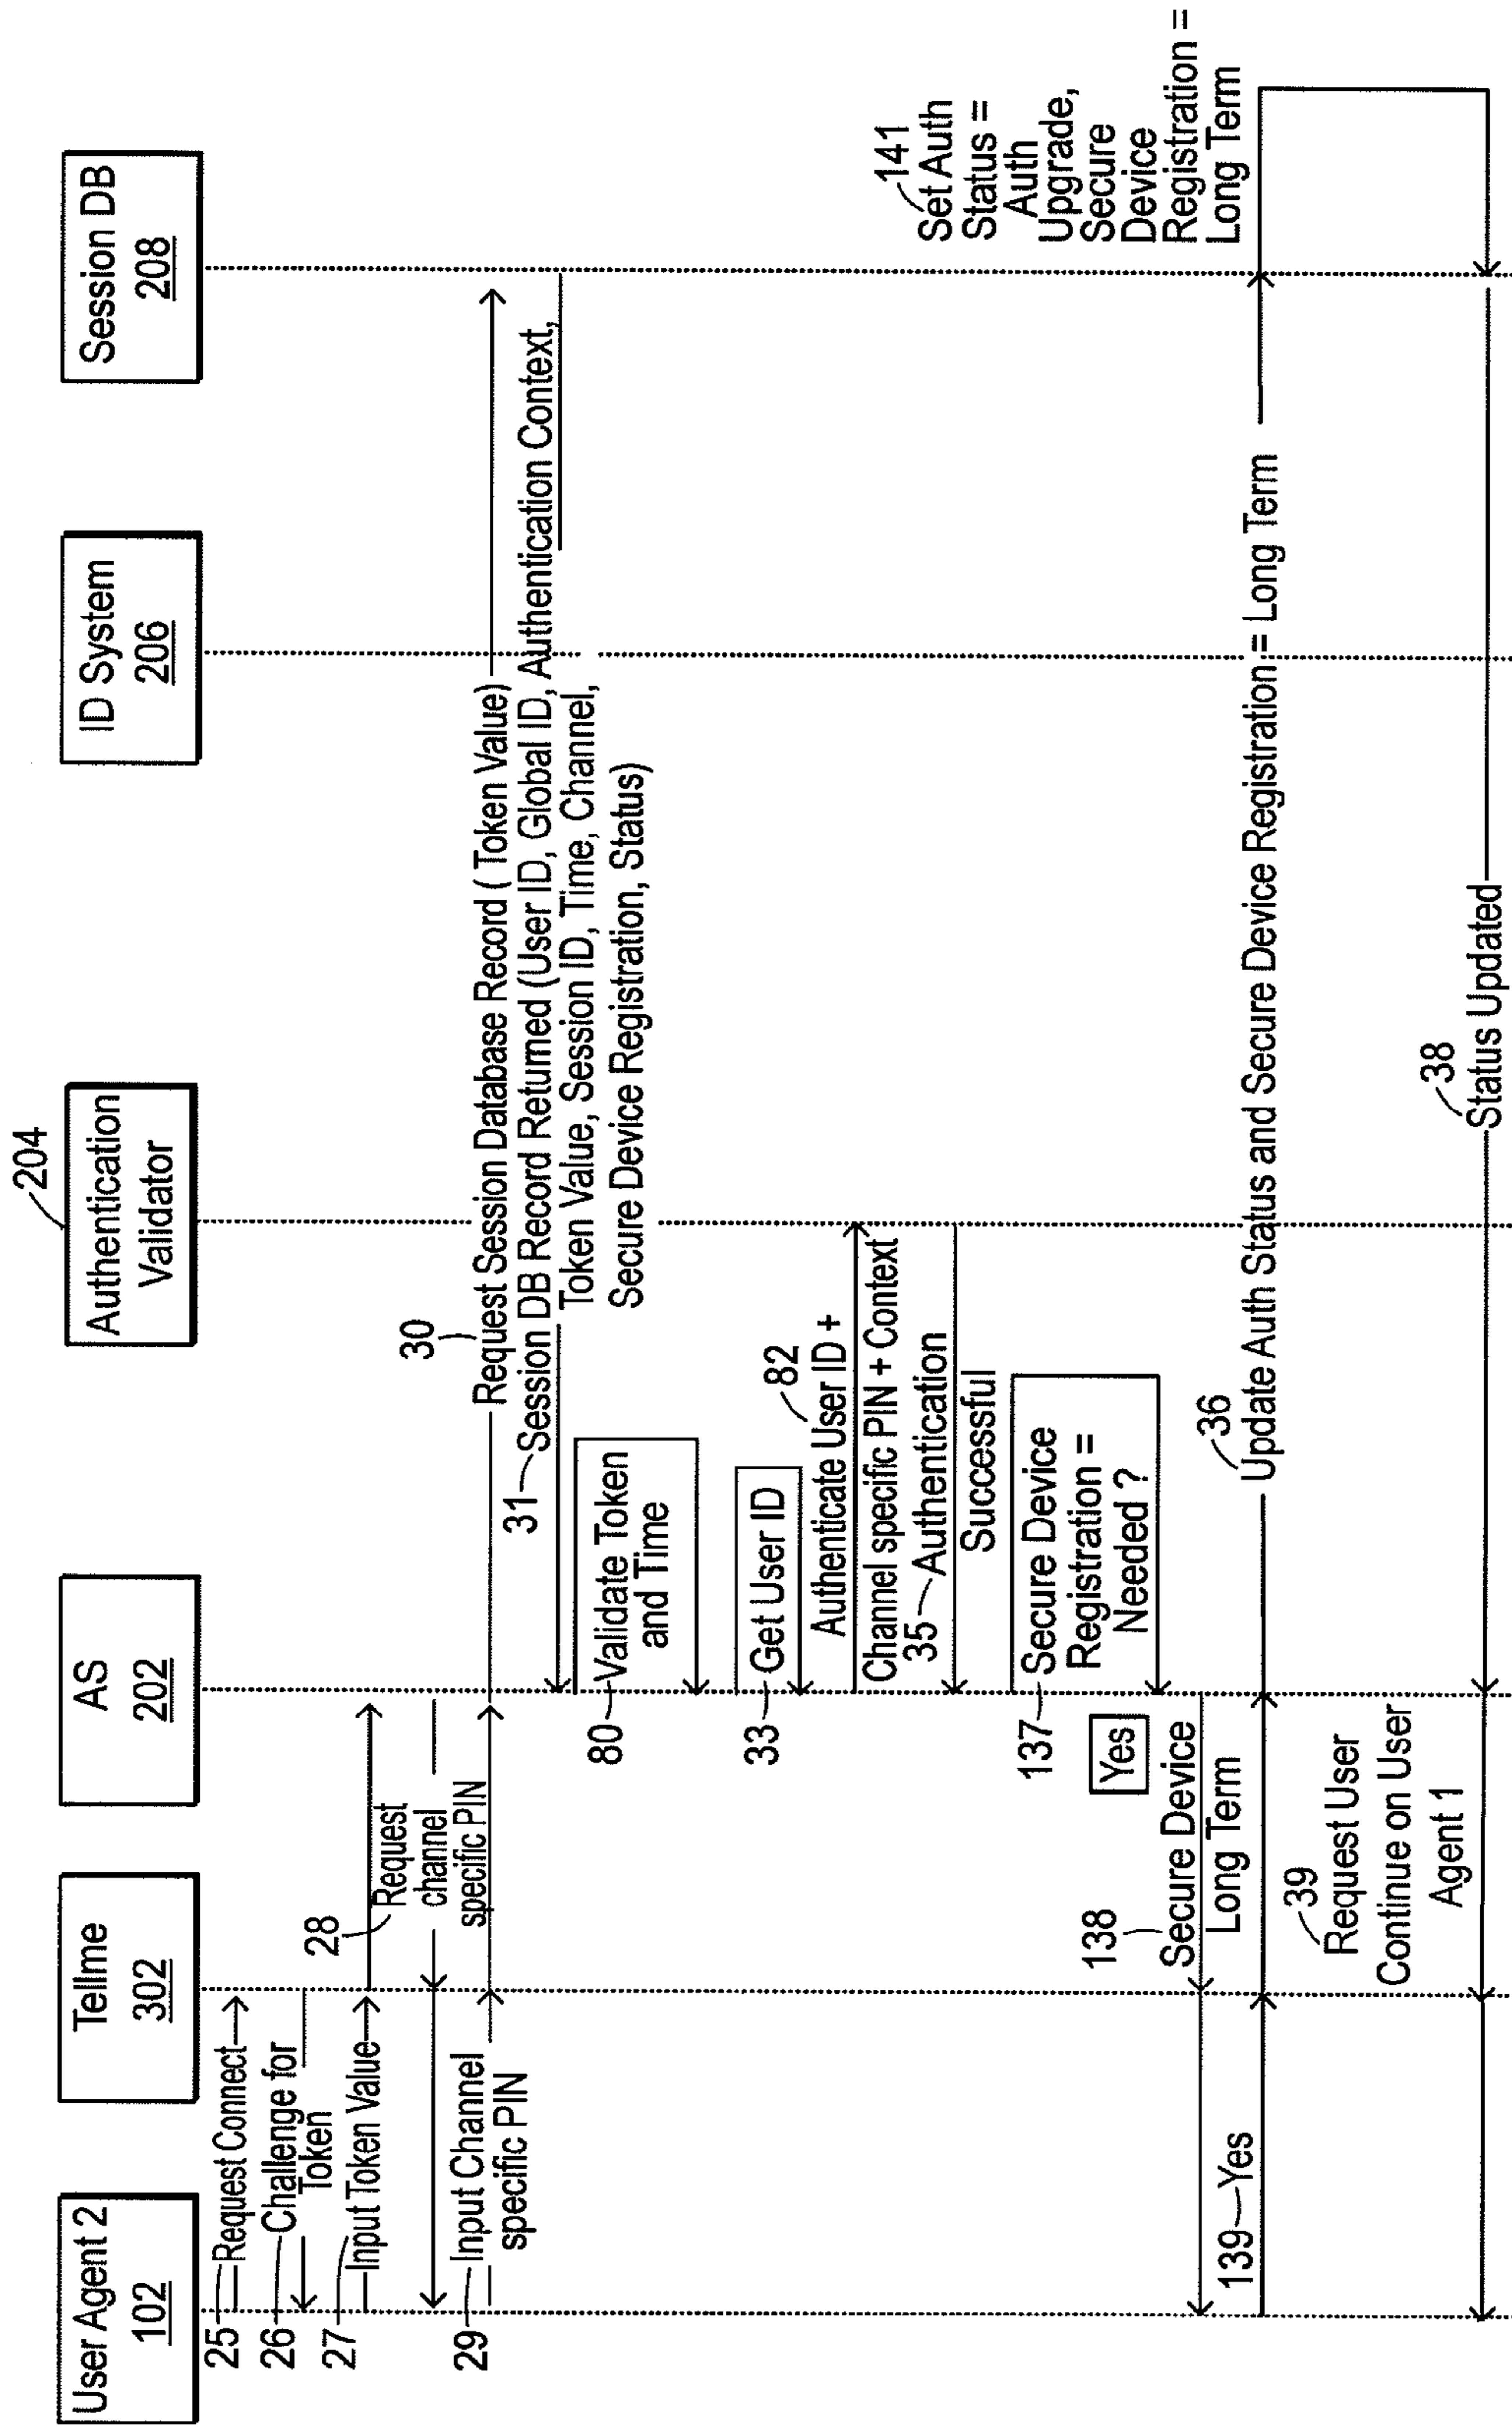 User Agent 2
102
Tellme
302
AS
202
204
Authentication
Validator
ID System
206
Session DB
208
25
Request Connect
26
Challenge for
Token
27
Input Token Value
28
Request
channel
specific PIN
29
Input Channel
specific PIN
30
Request Session Database Record ( Token Value)
31
Session DB Record Returned (User ID, Global ID, Authentication Context,
Token Value, Session ID, Time, Channel,
Secure Device Registration, Status)
80
Validate Token
and Time
33
Get User ID
82
Authenticate User ID +
Channel specific PIN + Context
35
Authentication
Successful
137
Secure Device
Registration =
Needed ?
Yes
138
Secure Device
Long Term
139
Yes
36
Update Auth Status and Secure Device Registration = Long Term
141
Set Auth
Status =
Auth
Upgrade,
Secure
Device
Registration =
Long Term
39
Request User
Continue on User
Agent 1
38
Status Updated